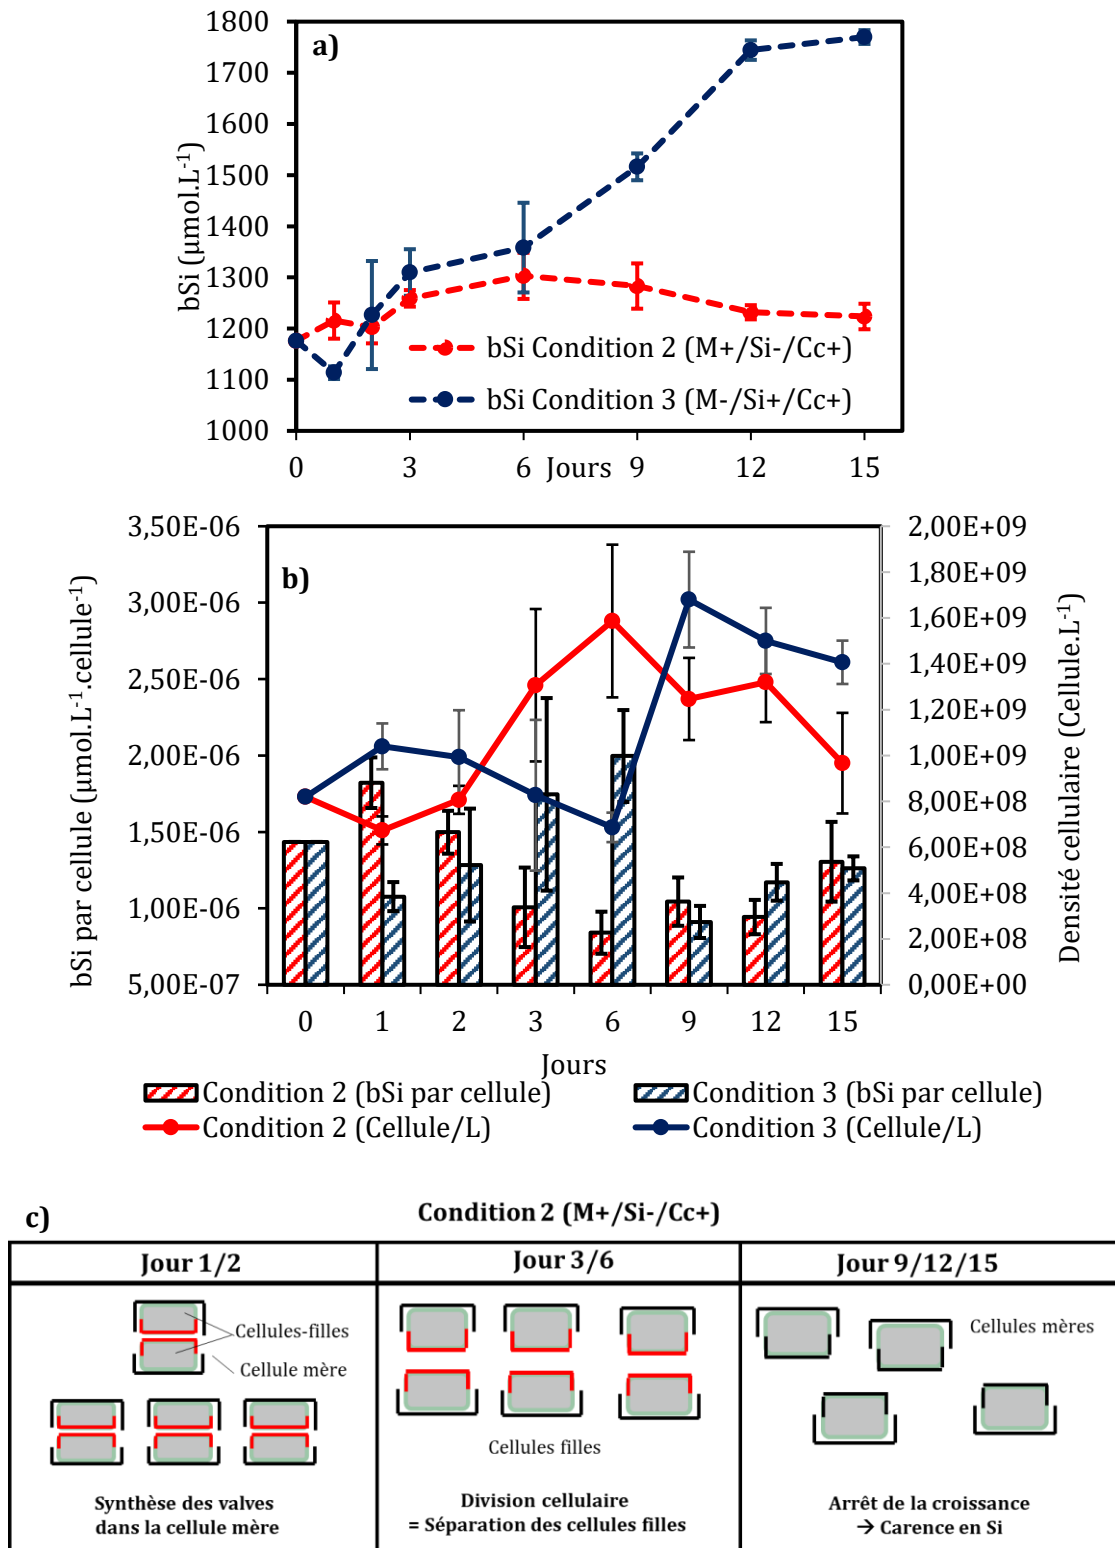 a)
bSi (µmol.L-1)
1800
1700
1600
1500
1400
1300
1200
1100
1000
bSi Condition 2 (M+/Si-/Cc+)
bSi Condition 3 (M-/Si+/Cc+)
0 3 6 Jours 9 12 15
b)
bSi par cellule (µmol.L-1.cellule-1)
3,50E-06
3,00E-06
2,50E-06
2,00E-06
1,50E-06
1,00E-06
5,00E-07
2,00E+09
1,80E+09
1,60E+09
1,40E+09
1,20E+09
1,00E+09
8,00E+08
6,00E+08
4,00E+08
2,00E+08
0,00E+00
Densité cellulaire (Cellule.L-1)
0 1 2 3 6 9 12 15
Jours
Condition 2 (bSi par cellule) Condition 3 (bSi par cellule)
Condition 2 (Cellule/L) Condition 3 (Cellule/L)
c)
Condition 2 (M+/Si-/Cc+)
Jour 1/2
Cellules-filles
Cellule mère
Synthèse des valves
dans la cellule mère
Jour 3/6
Cellules filles
Division cellulaire
= Séparation des cellules filles
Jour 9/12/15
Cellules mères
Arrêt de la croissance
→ Carence en Si